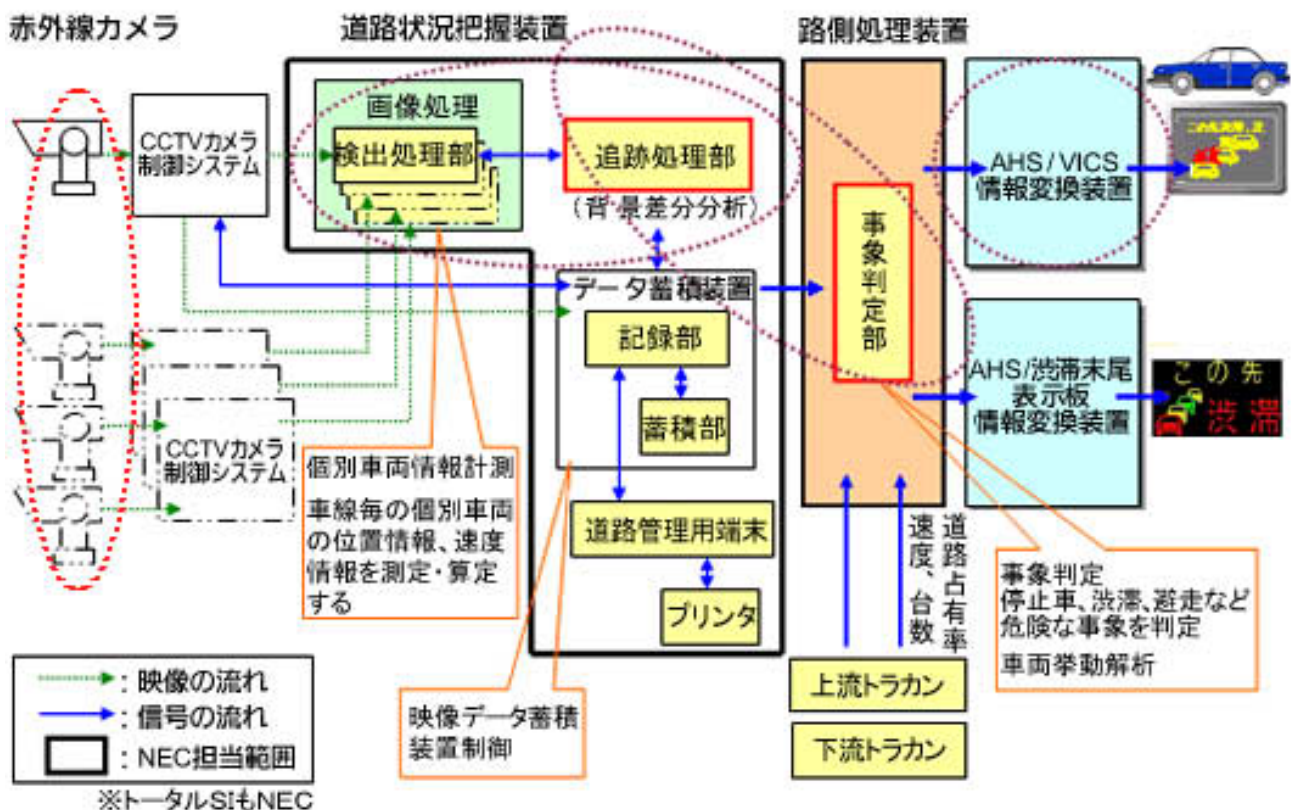 赤外線カメラ
道路状況把握装置
路側処理装置
CCTVカメラ
制御システム
画像処理
検出処理部
追跡処理部
(背景差分分析)
データ蓄積装置
記録部
蓄積部
道路管理用端末
プリンタ
事象判定部
AHS/VICS
情報変換装置
AHS/渋滞末尾
表示板
情報変換装置
この先
渋滞
CCTVカメラ
制御システム
個別車両情報計測
車線毎の個別車両
の位置情報、速度
情報を測定・算定
する
映像データ蓄積
装置制御
道路占有率
速度、台数
上流トラカン
下流トラカン
事象判定
停止車、渋滞、避走など
危険な事象を判定
車両挙動解析
:映像の流れ
:信号の流れ
:NEC担当範囲
※トータルSIもNEC